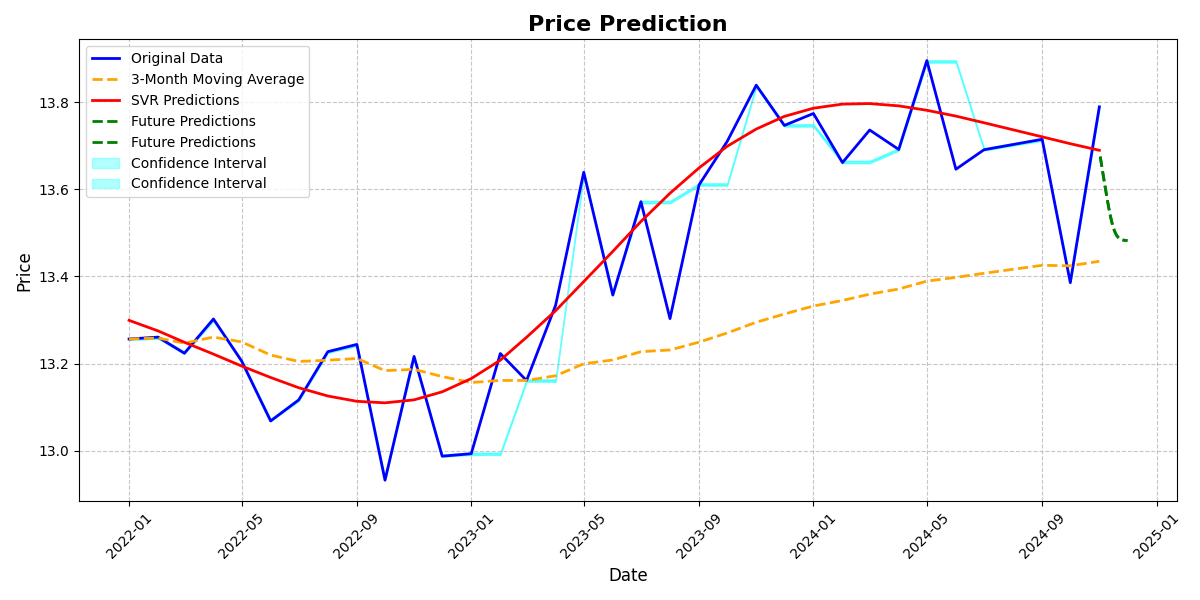 Price Prediction
Original Data
3-Month Moving Average
SVR Predictions
Future Predictions
Future Predictions
Confidence Interval
Confidence Interval
Price
13.8
13.6
13.4
13.2
13.0
2022-01
2022-05
2022-09
2023-01
2023-05
2023-09
2024-01
2024-05
2024-09
2025-01
Date